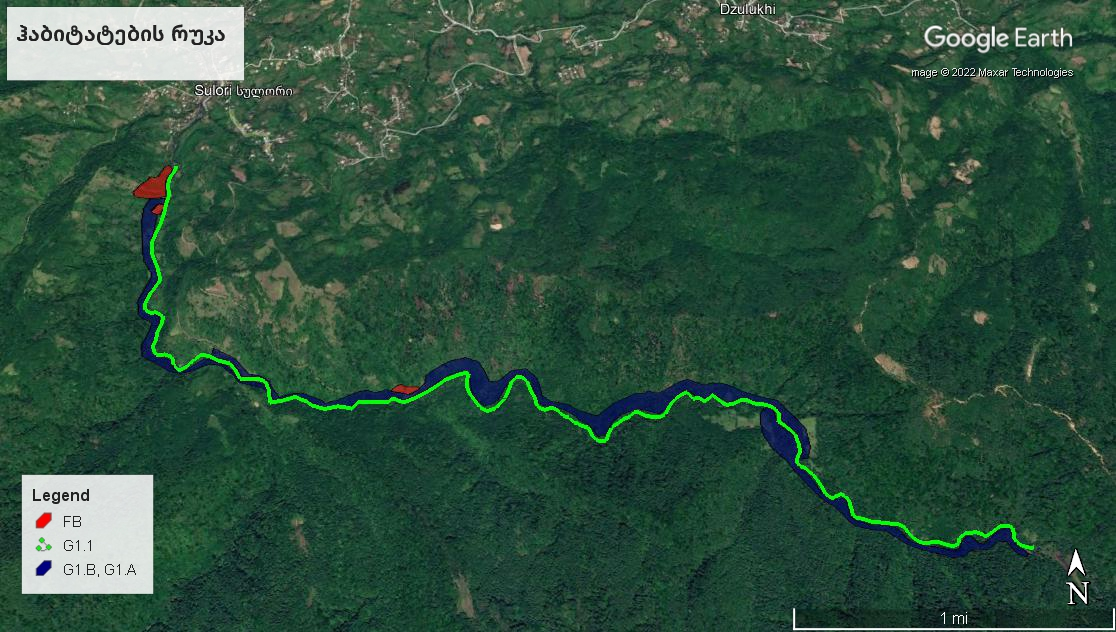 ჰაბიტატების რუკა
Dzulukhi
Google Earth
mage © 2022 Maxar Technologies
Sulori სულორი
Legend
FB
G1.1
G1.B, G1.A
N
1 mi